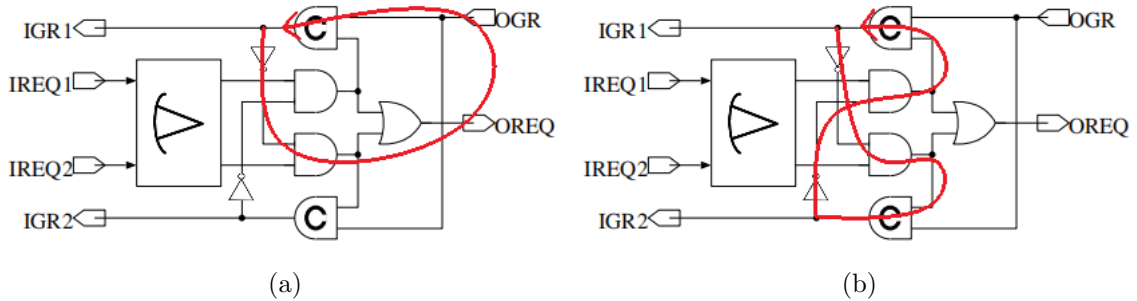 IGR1
C
OGR
IREQ1
OREQ
IREQ2
IGR2
C
(a)
IGR1
C
OGR
IREQ1
OREQ
IREQ2
IGR2
C
(b)